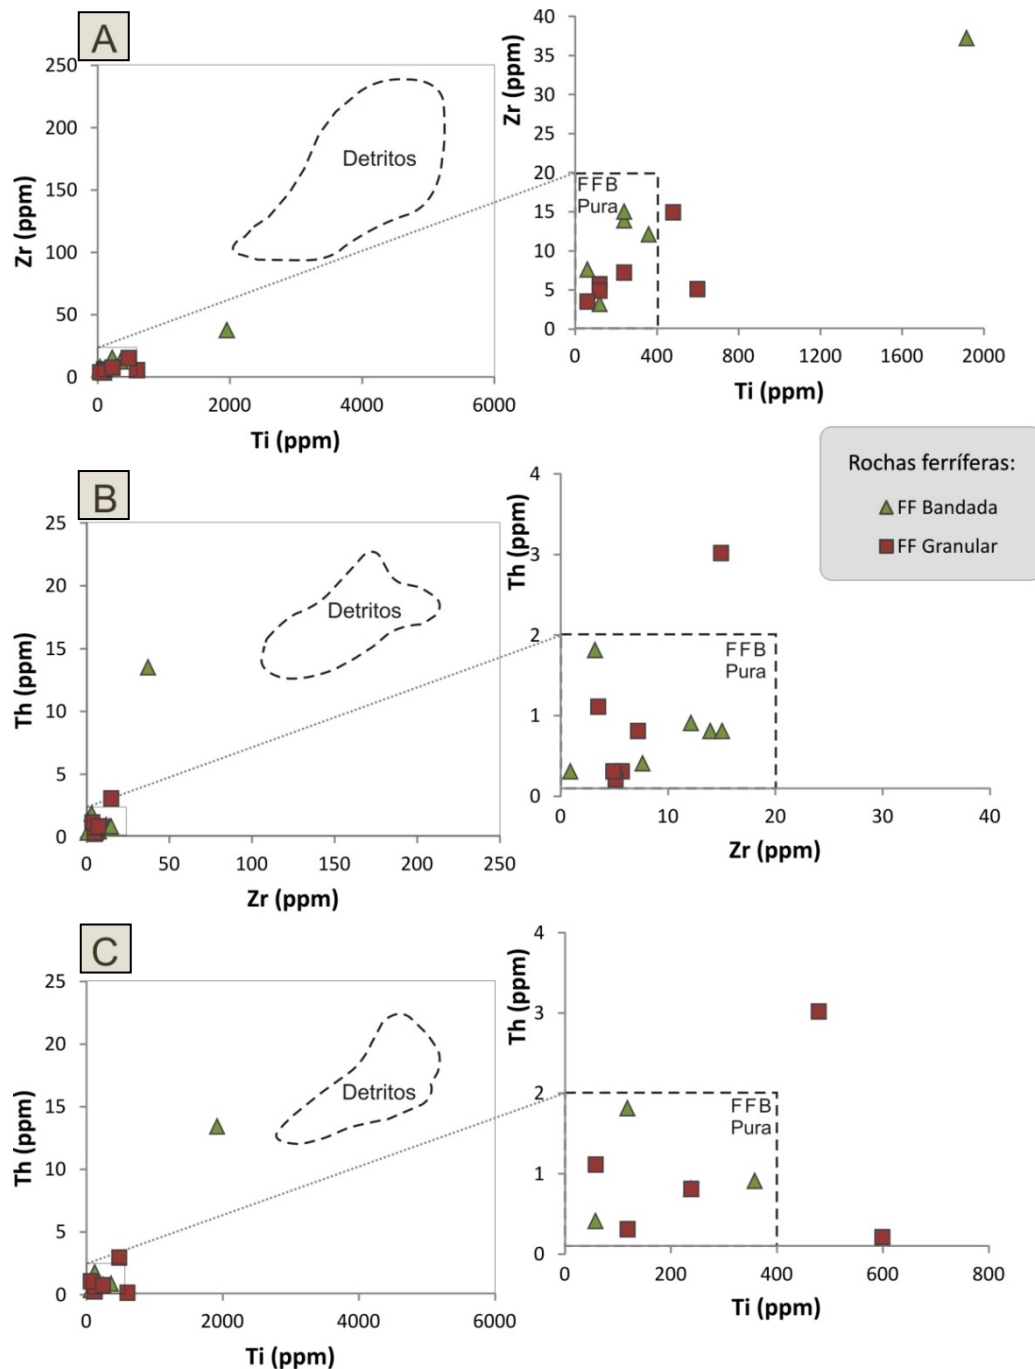 A
250
200
150
100
50
0
Zr (ppm)
Detritos
0 2000 4000 6000
Ti (ppm)
40
35
30
25
20
15
10
5
0
Zr (ppm)
FFB
Pura
0 400 800 1200 1600 2000
Ti (ppm)
Rochas ferríferas:
FF Bandada
FF Granular
B
25
20
15
10
5
0
Th (ppm)
Detritos
0 50 100 150 200 250
Zr (ppm)
4
3
2
1
0
Th (ppm)
FFB
Pura
0 10 20 30 40
Zr (ppm)
C
25
20
15
10
5
0
Th (ppm)
Detritos
0 2000 4000 6000
Ti (ppm)
4
3
2
1
0
Th (ppm)
FFB
Pura
0 200 400 600 800
Ti (ppm)